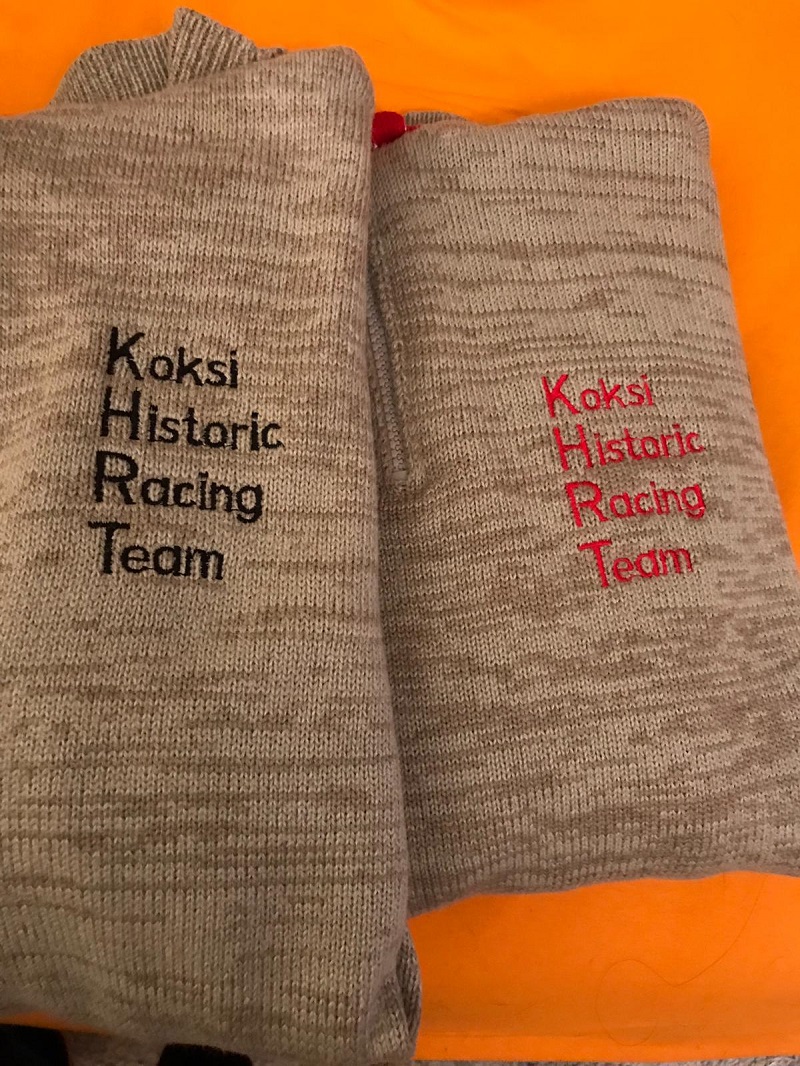 Koksi
Historic
Racing
Team
Koksi
Historic
Racing
Team